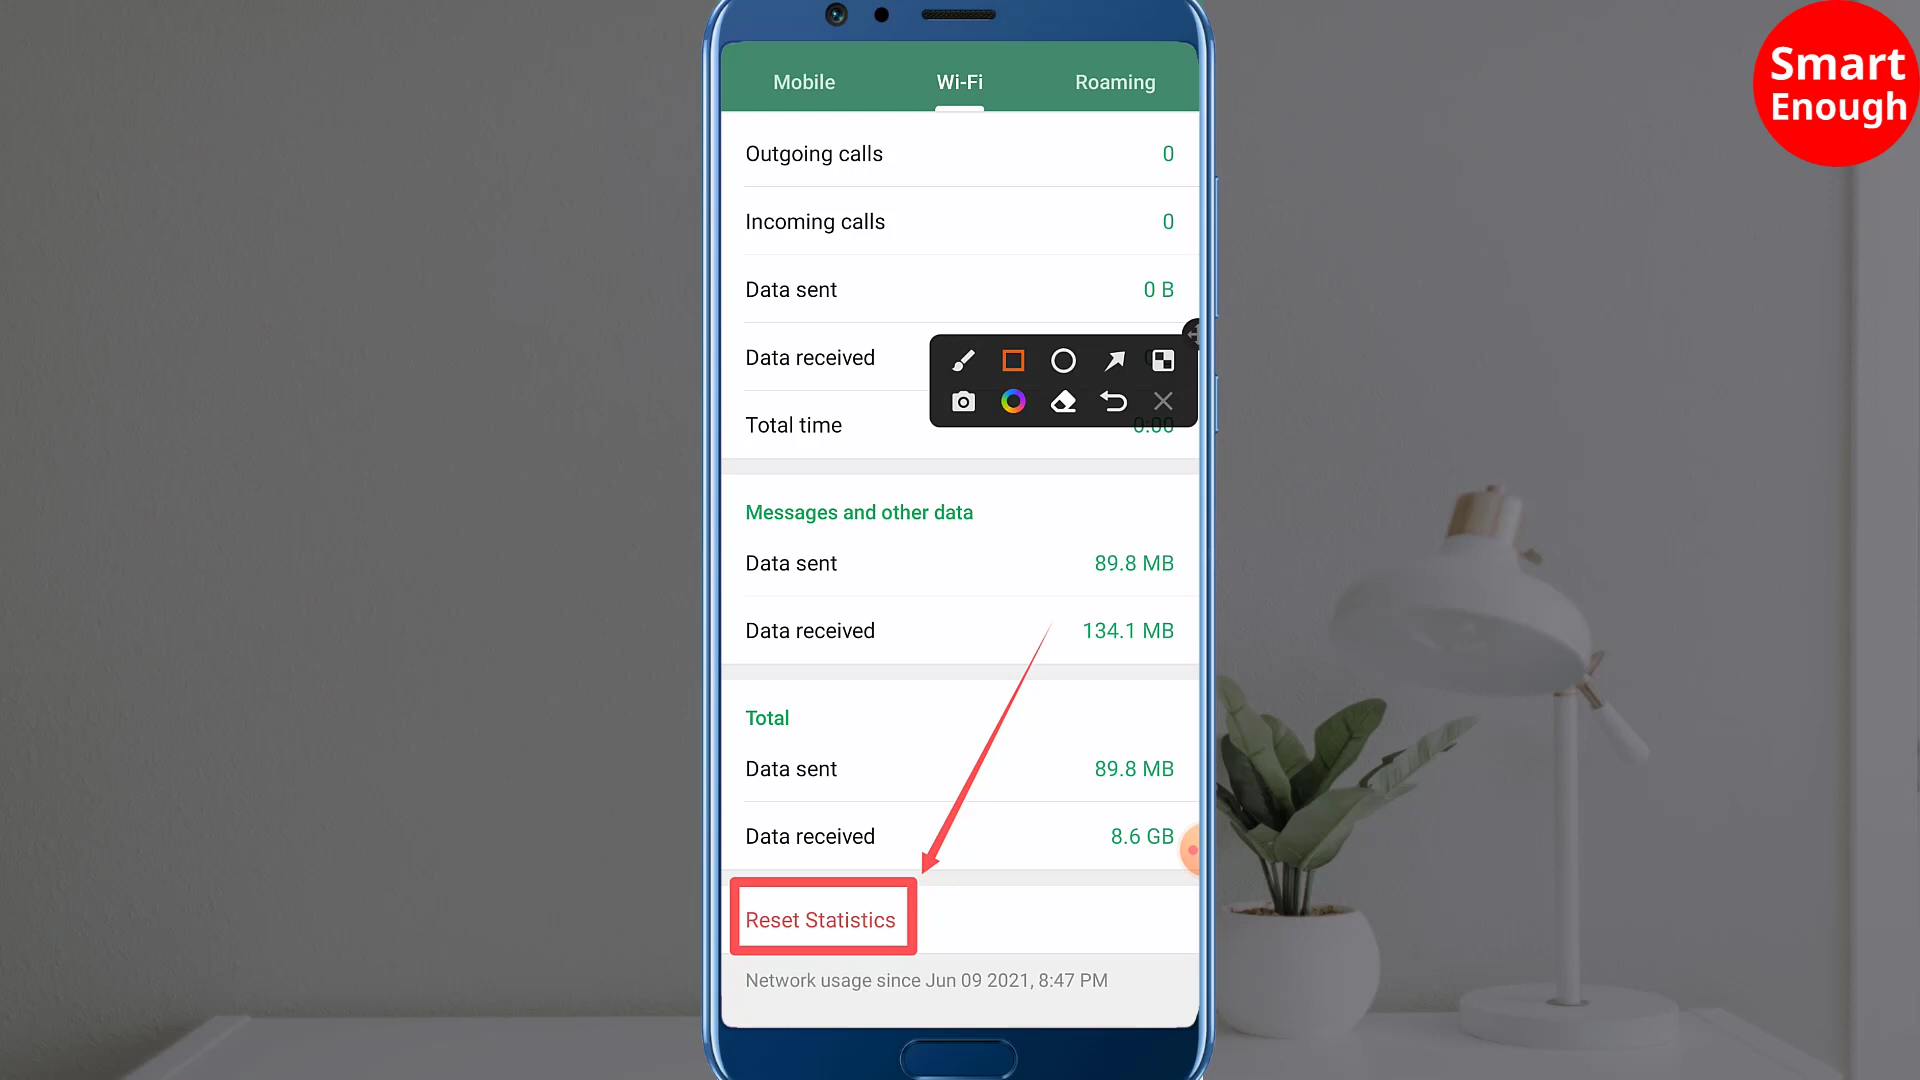 Smart
Enough
Mobile Wi-Fi Roaming
Outgoing calls 0
Incoming calls 0
Data sent 0 B
Data received
Total time 0:00
Messages and other data
Data sent 89.8 MB
Data received 134.1 MB
Total
Data sent 89.8 MB
Data received 8.6 GB
Reset Statistics
Network usage since Jun 09 2021, 8:47 PM